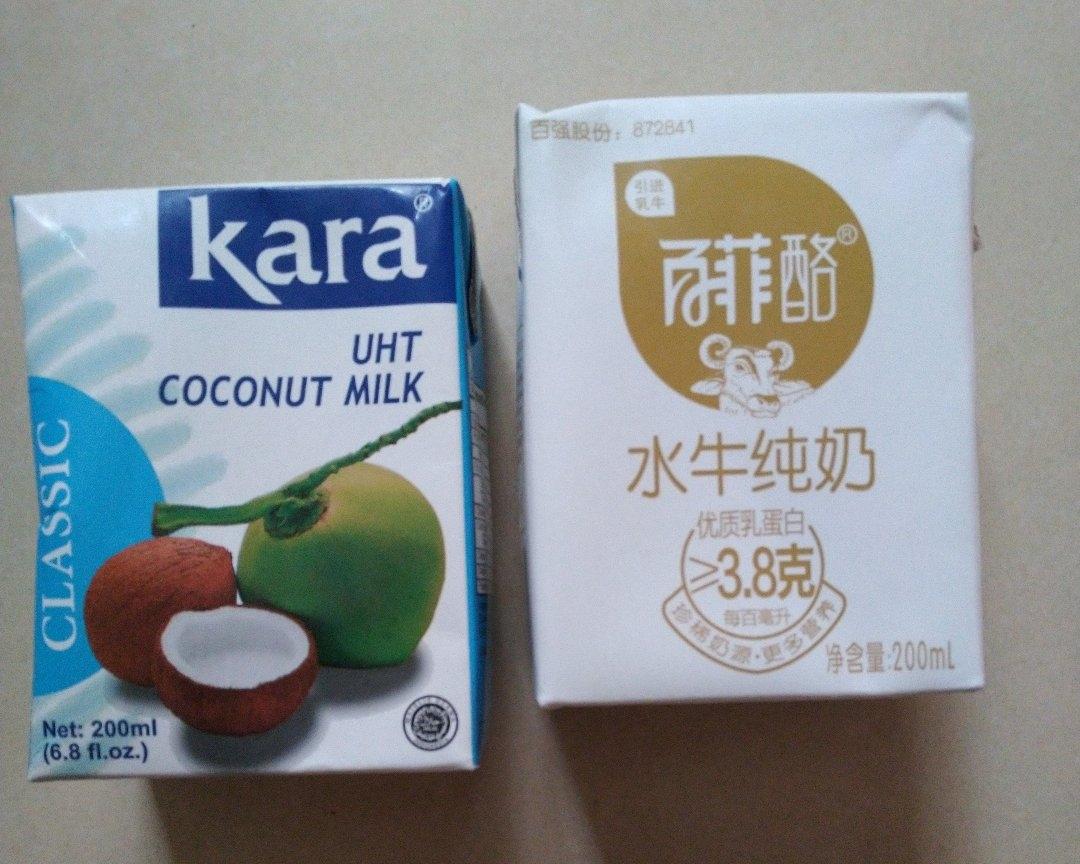 kara
UHT
COCONUT MILK
CLASSIC
Net: 200ml
(6.8 fl.oz.)
百强股份：872841
引进
乳牛
百菲酪®
水牛纯奶
优质乳蛋白
≥3.8克
每百毫升
珍稀奶源·更多营养
净含量:200mL